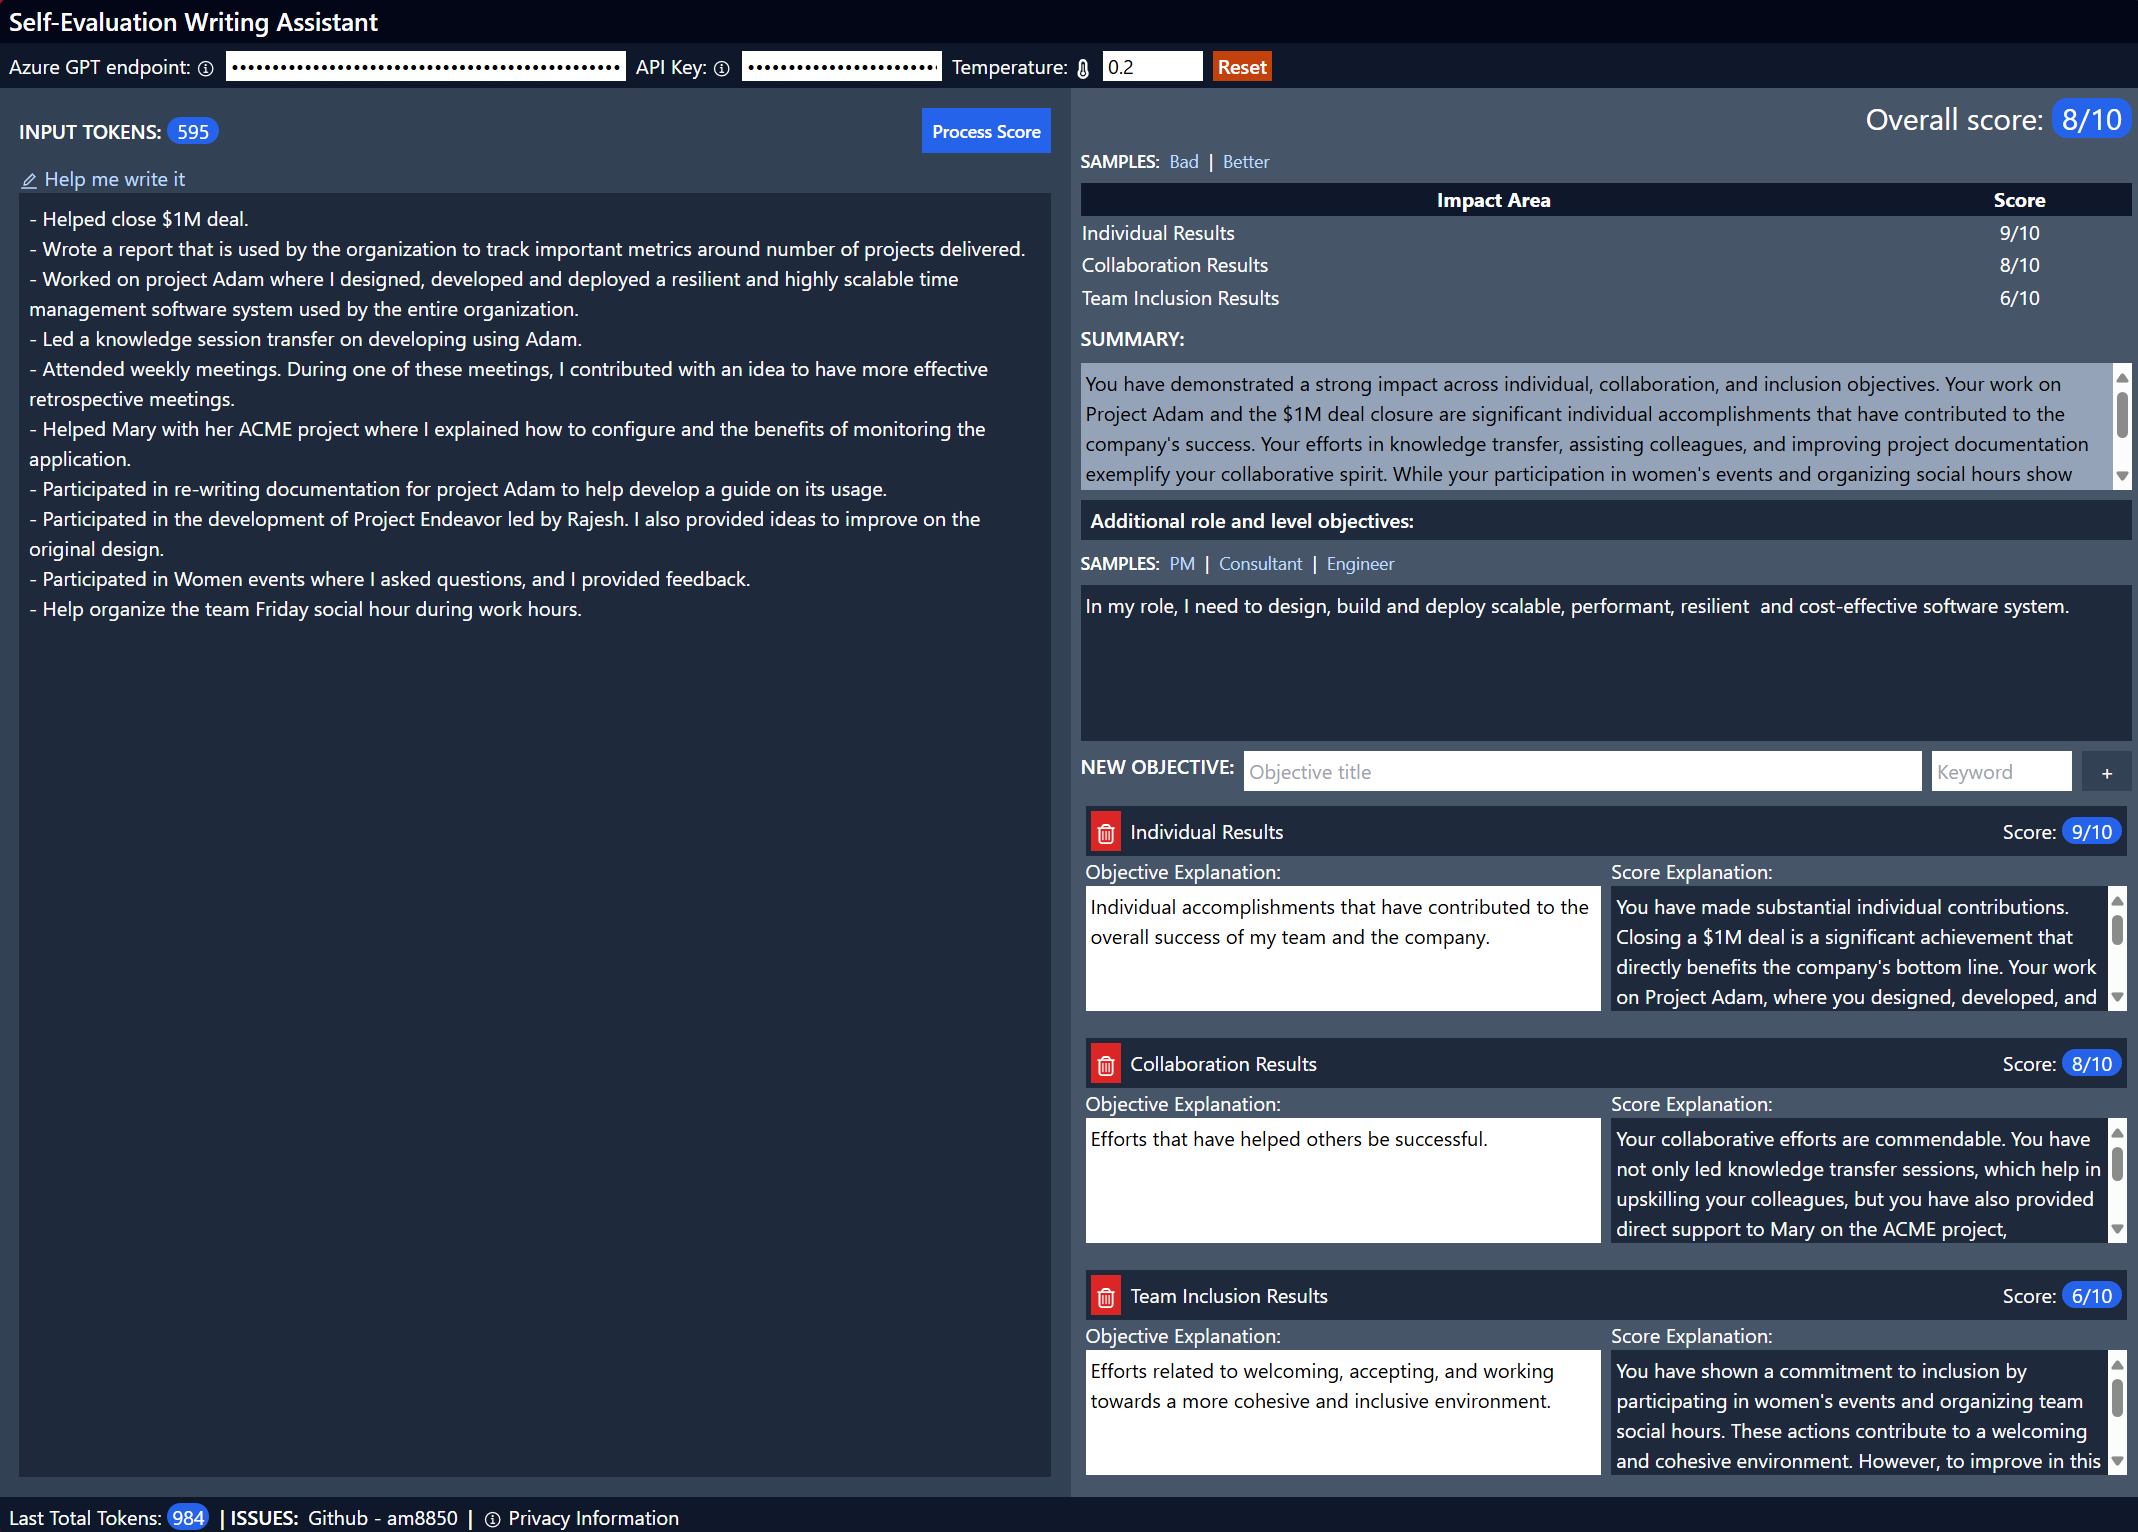 Self-Evaluation Writing Assistant
Azure GPT endpoint: API Key: Temperature: 0.2 Reset
INPUT TOKENS: 595
Process Score
Help me write it
- Helped close $1M deal.
- Wrote a report that is used by the organization to track important metrics around number of projects delivered.
- Worked on project Adam where I designed, developed and deployed a resilient and highly scalable time
management software system used by the entire organization.
- Led a knowledge session transfer on developing using Adam.
- Attended weekly meetings. During one of these meetings, I contributed with an idea to have more effective
retrospective meetings.
- Helped Mary with her ACME project where I explained how to configure and the benefits of monitoring the
application.
- Participated in re-writing documentation for project Adam to help develop a guide on its usage.
- Participated in the development of Project Endeavor led by Rajesh. I also provided ideas to improve on the
original design.
- Participated in Women events where I asked questions, and I provided feedback.
- Help organize the team Friday social hour during work hours.
Overall score: 8/10
SAMPLES: Bad | Better
Impact Area Score
Individual Results 9/10
Collaboration Results 8/10
Team Inclusion Results 6/10
SUMMARY:
You have demonstrated a strong impact across individual, collaboration, and inclusion objectives. Your work on
Project Adam and the $1M deal closure are significant individual accomplishments that have contributed to the
company's success. Your efforts in knowledge transfer, assisting colleagues, and improving project documentation
exemplify your collaborative spirit. While your participation in women's events and organizing social hours show
Additional role and level objectives:
SAMPLES: PM | Consultant | Engineer
In my role, I need to design, build and deploy scalable, performant, resilient  and cost-effective software system.
NEW OBJECTIVE: Objective title Keyword +
Individual Results Score: 9/10
Objective Explanation:
Individual accomplishments that have contributed to the
overall success of my team and the company.
Score Explanation:
You have made substantial individual contributions.
Closing a $1M deal is a significant achievement that
directly benefits the company's bottom line. Your work
on Project Adam, where you designed, developed, and
Collaboration Results Score: 8/10
Objective Explanation:
Efforts that have helped others be successful.
Score Explanation:
Your collaborative efforts are commendable. You have
not only led knowledge transfer sessions, which help in
upskilling your colleagues, but you have also provided
direct support to Mary on the ACME project,
Team Inclusion Results Score: 6/10
Objective Explanation:
Efforts related to welcoming, accepting, and working
towards a more cohesive and inclusive environment.
Score Explanation:
You have shown a commitment to inclusion by
participating in women's events and organizing team
social hours. These actions contribute to a welcoming
and cohesive environment. However, to improve in this
Last Total Tokens: 984 | ISSUES: Github - am8850 | Privacy Information